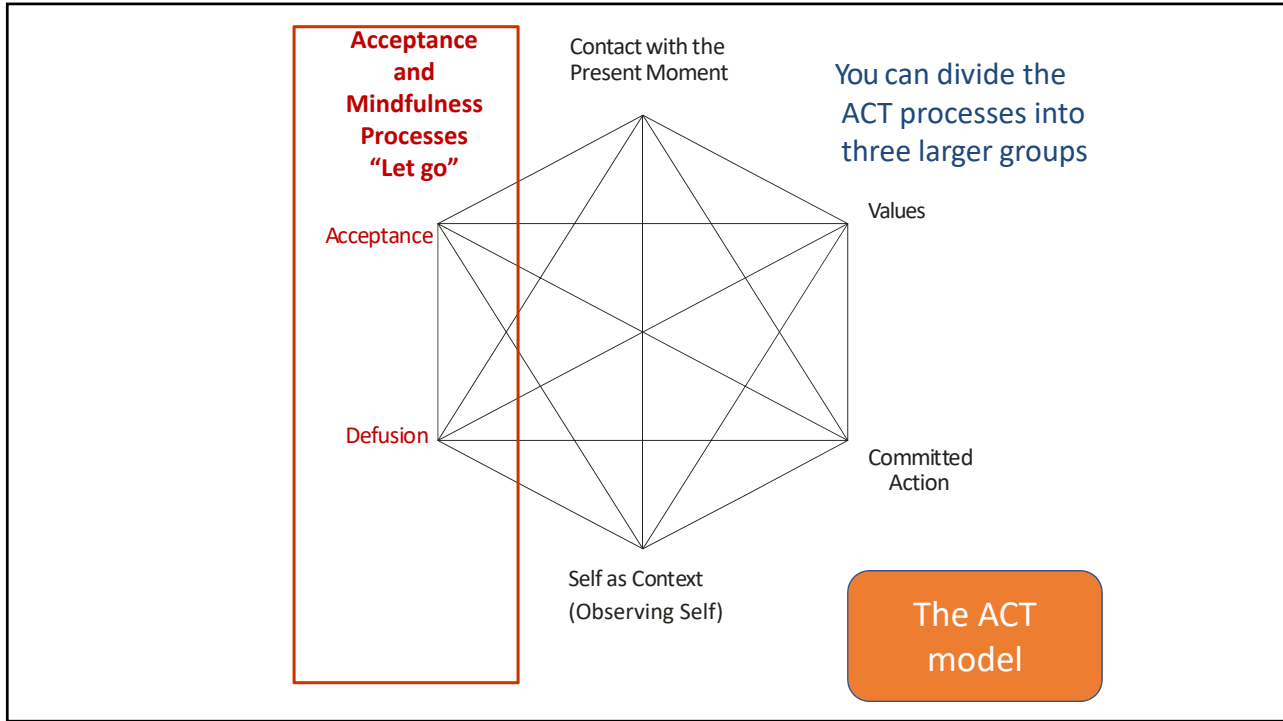 Acceptance
and
Mindfulness
Processes
“Let go”
Contact with the
Present Moment
You can divide the
ACT processes into
three larger groups
Values
Acceptance
Defusion
Committed
Action
Self as Context
(Observing Self)
The ACT
model